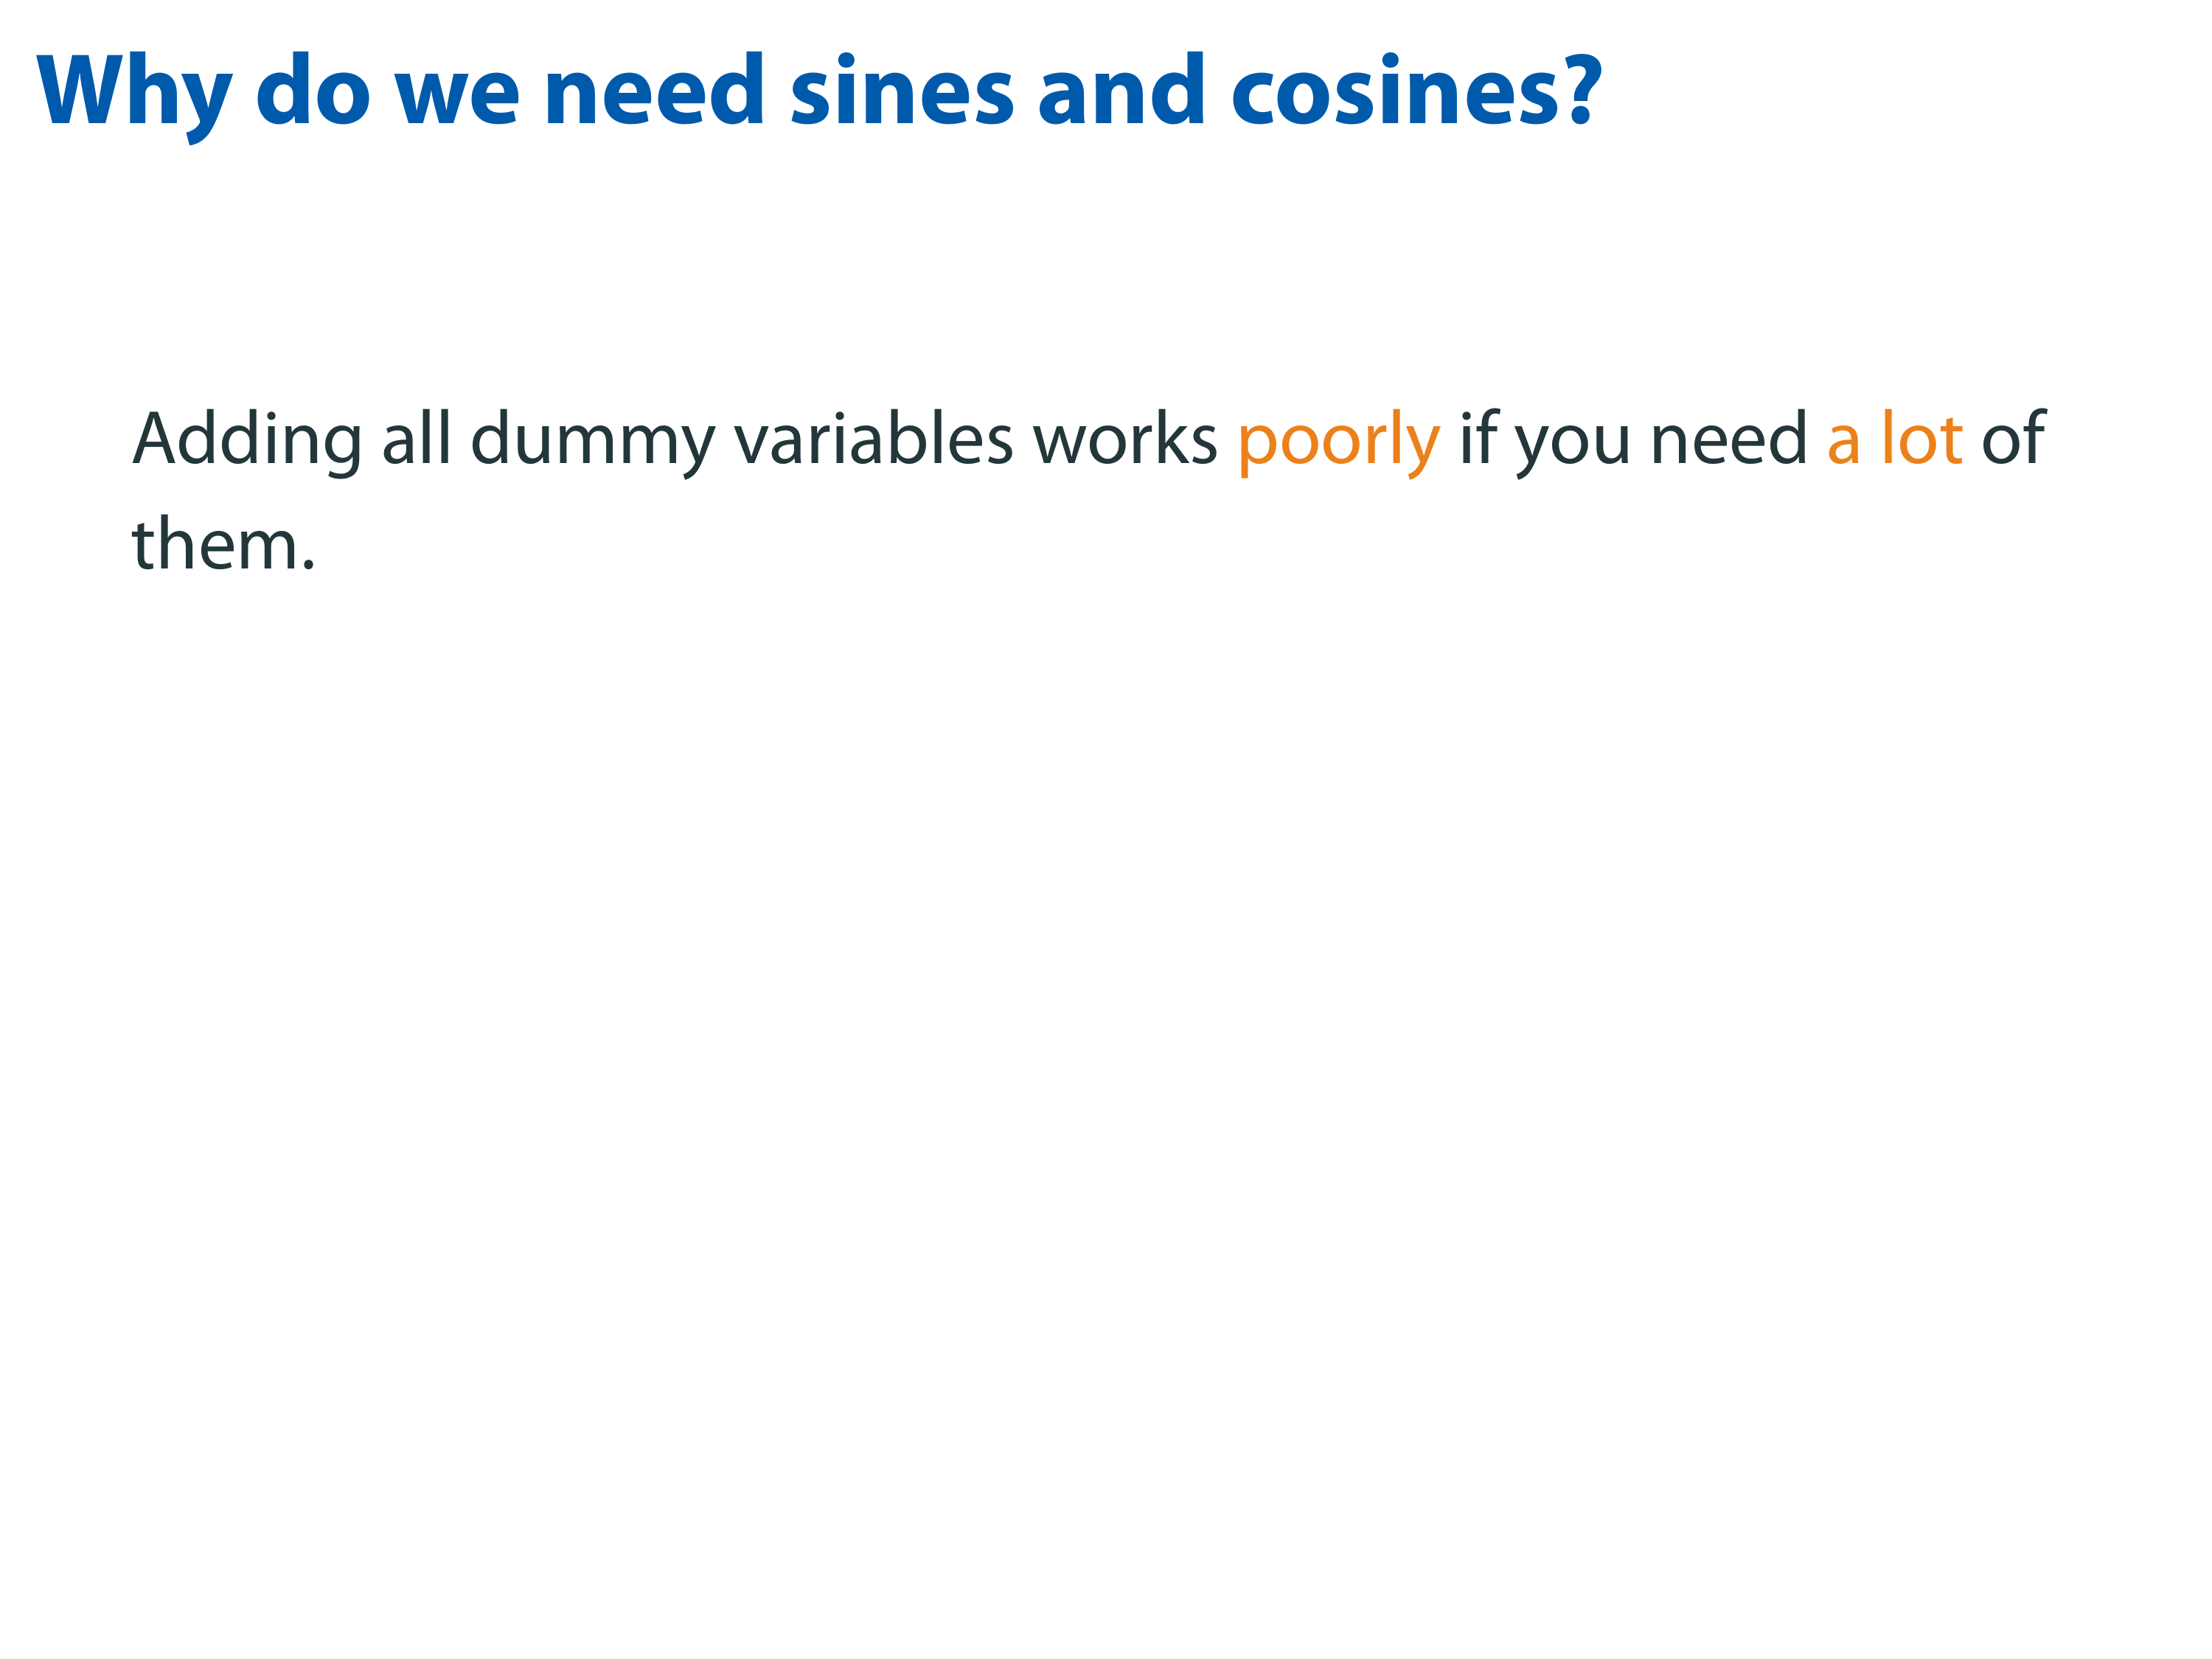 Why do we need sines and cosines?
Adding all dummy variables works poorly if you need a lot of
them.